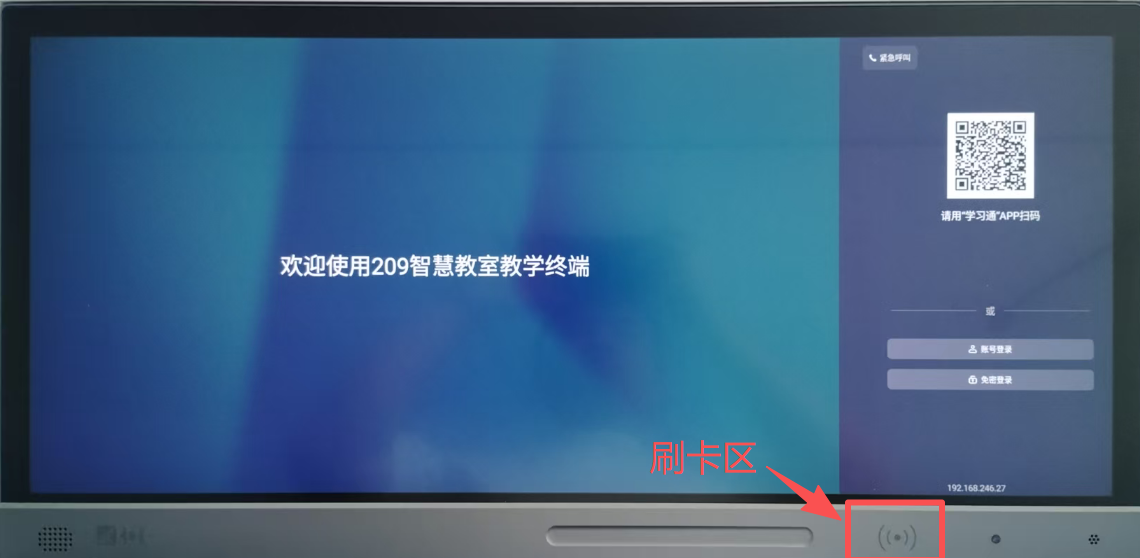 紧急呼叫
请用“学习通”APP扫码
欢迎使用209智慧教室教学终端
或
账号登录
免密登录
刷卡区
192.168.246.27